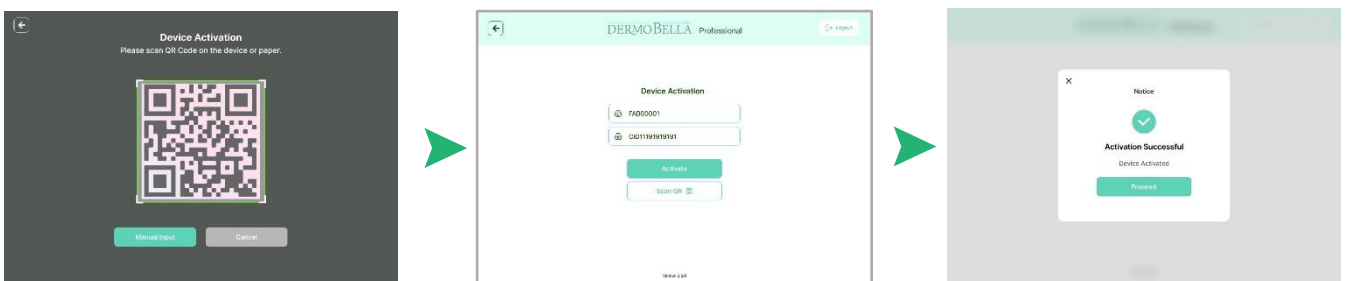 Device Activation
Please scan QR Code on the device or paper.
Manual Input
Cancel
DERMOBELLA Professional
Logout
Device Activation
FAB00001
CID11191919191
Activate
Scan QR
Notice
Activation Successful
Device Activated
Proceed